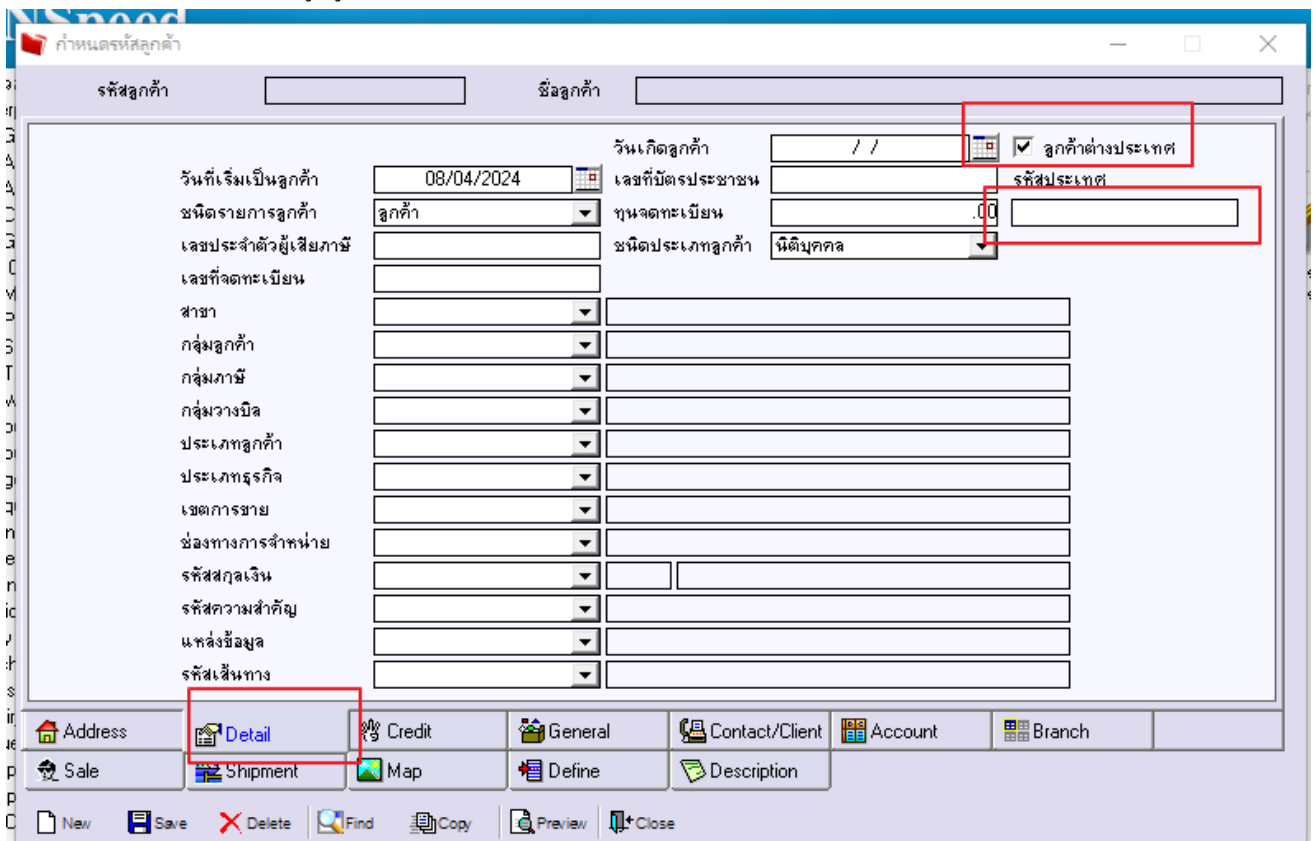 NSpeed
กำหนดรหัสลูกค้า
รหัสลูกค้า ชื่อลูกค้า
วันเกิดลูกค้า / / ลูกค้าต่างประเทศ
วันที่เริ่มเป็นลูกค้า 08/04/2024 เลขที่บัตรประชาชน รหัสประเทศ
ชนิดรายการลูกค้า ลูกค้า ทุนจดทะเบียน .00
เลขประจำตัวผู้เสียภาษี ชนิดประเภทลูกค้า นิติบุคคล
เลขที่จดทะเบียน
สาขา
กลุ่มลูกค้า
กลุ่มภาษี
กลุ่มวางบิล
ประเภทลูกค้า
ประเภทธุรกิจ
เขตการขาย
ช่องทางการจำหน่าย
รหัสสกุลเงิน
รหัสความสำคัญ
แหล่งข้อมูล
รหัสเส้นทาง
Address Detail Credit General Contact/Client Account Branch
Sale Shipment Map Define Description
New Save Delete Find Copy Preview Close